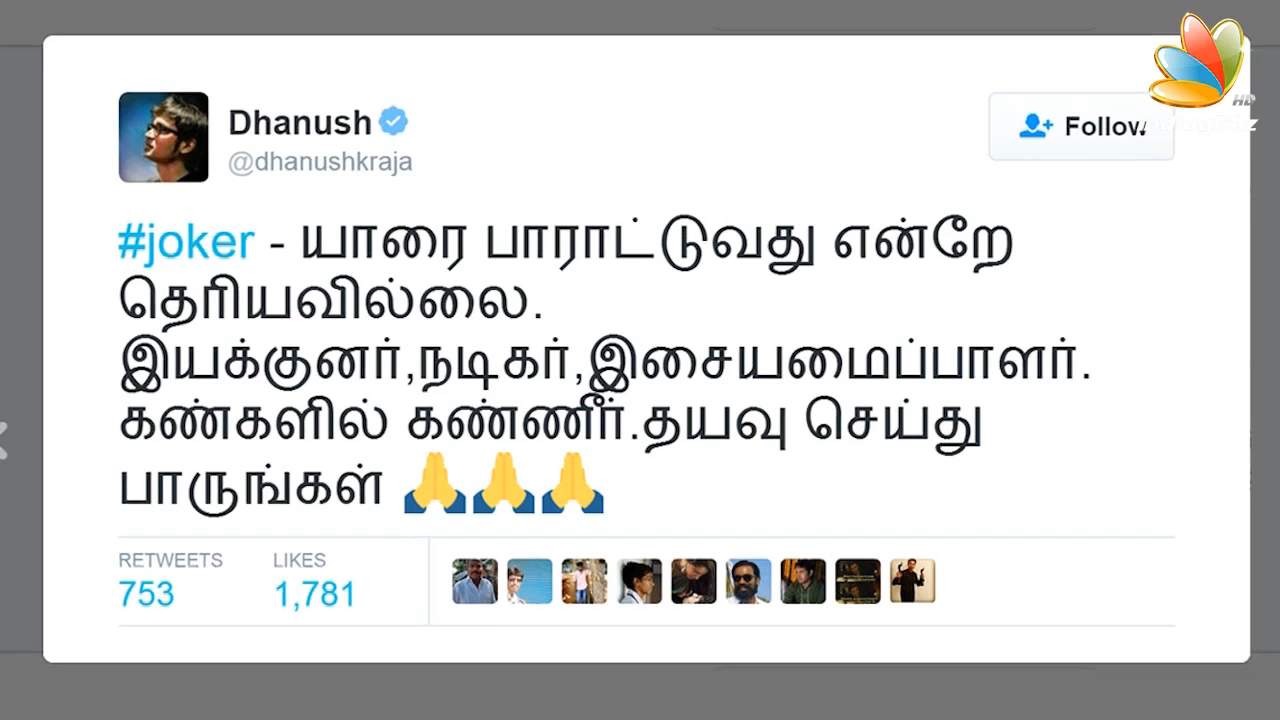 Dhanush
@dhanushkraja
Follow
HD
#joker - யாரை பாராட்டுவது என்றே
தெரியவில்லை.
இயக்குனர்,நடிகர்,இசையமைப்பாளர்.
கண்களில் கண்ணீர்.தயவு செய்து
பாருங்கள் 🙏🙏🙏
RETWEETS LIKES
753 1,781